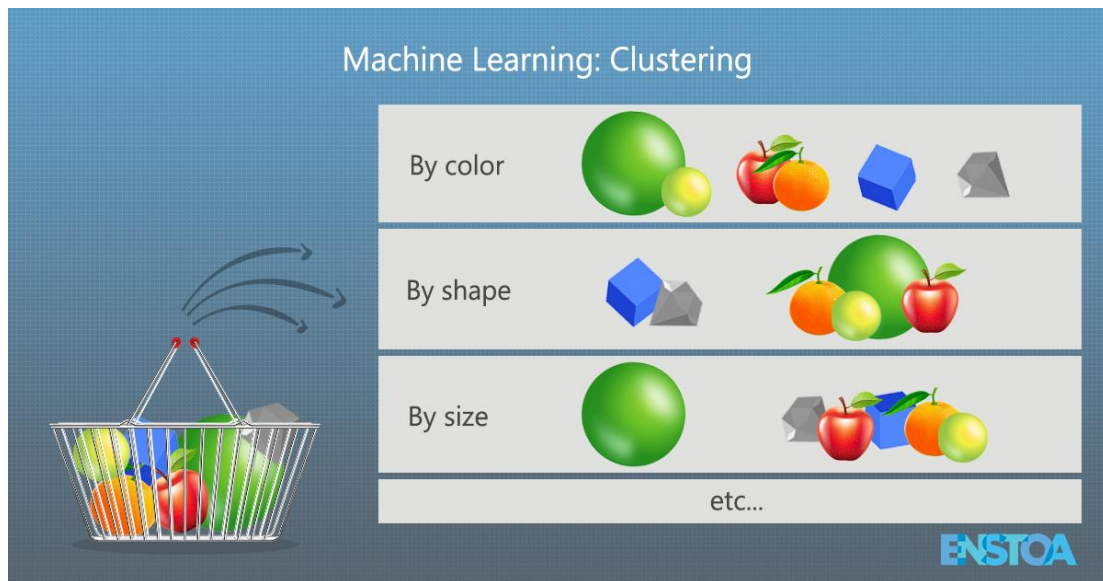 Machine Learning: Clustering
By color
By shape
By size
etc...
ENSTOA